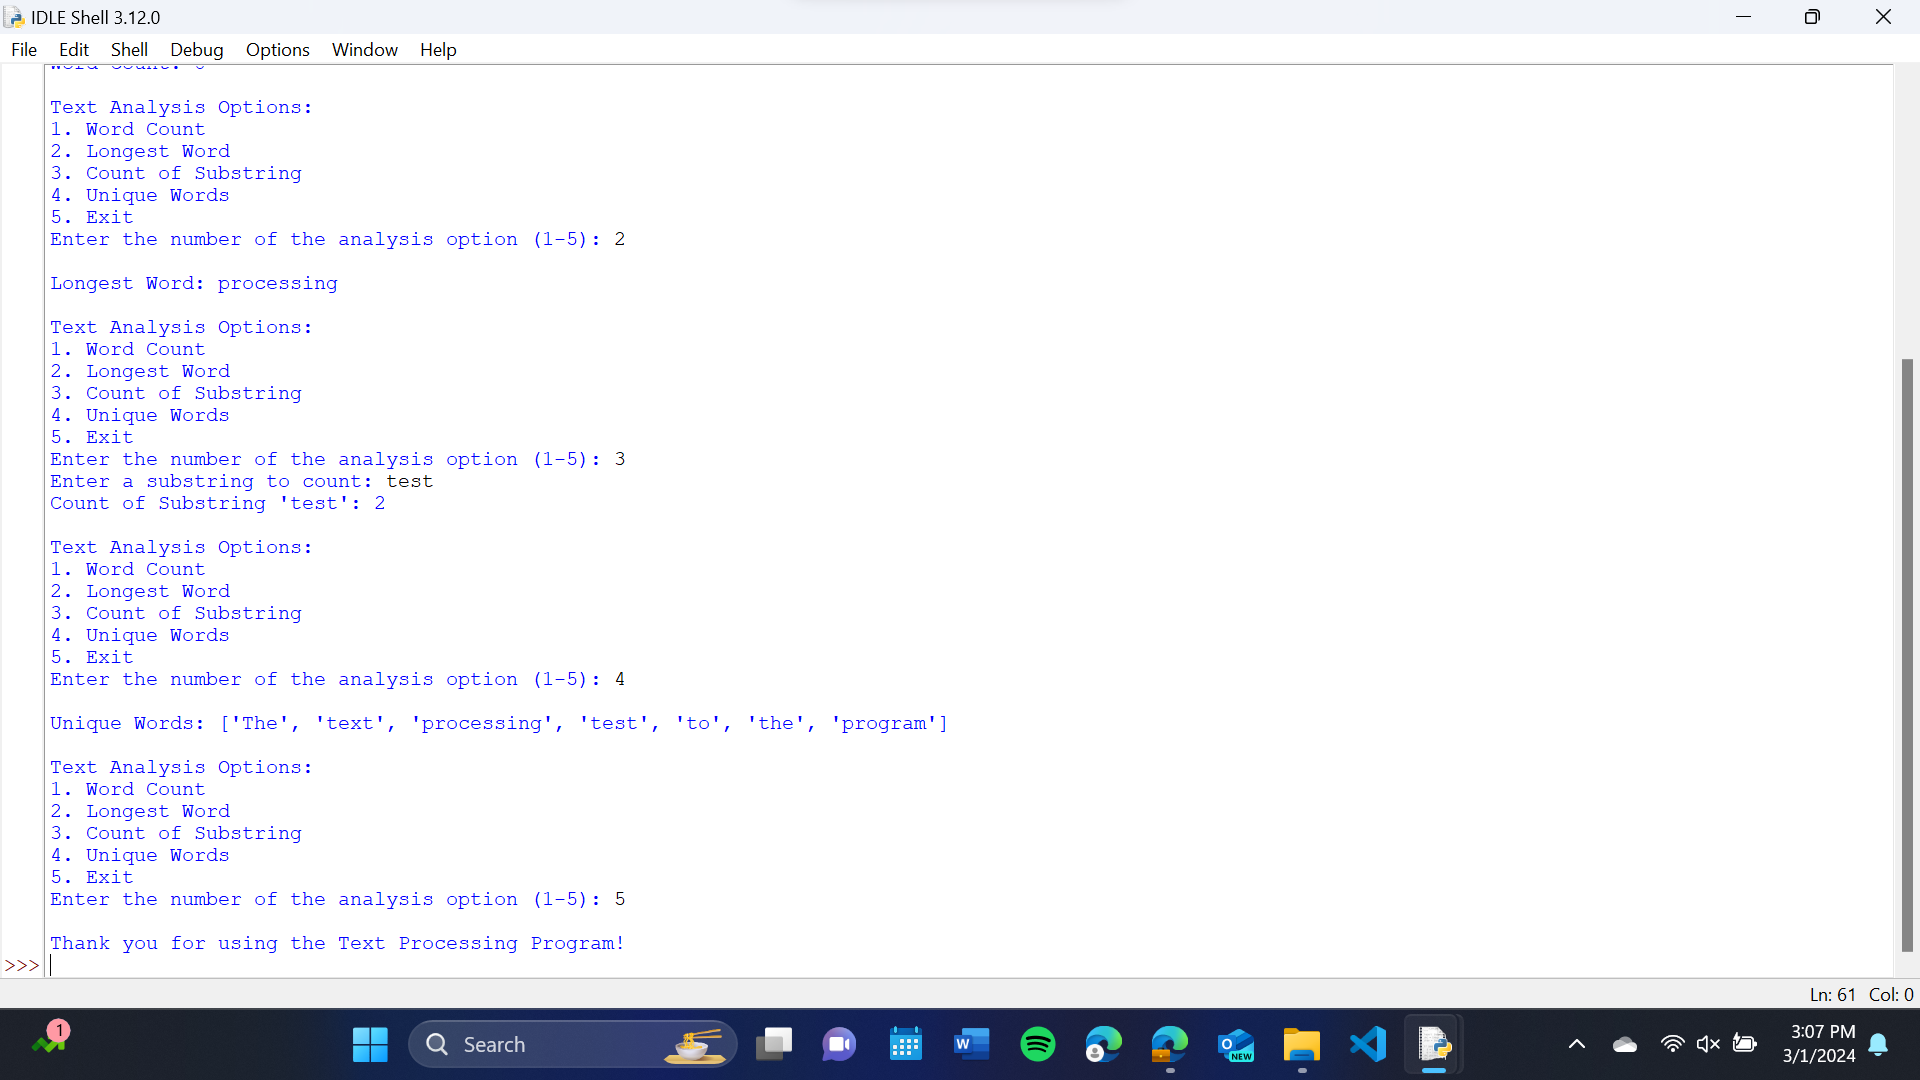 IDLE Shell 3.12.0
File Edit Shell Debug Options Window Help
Word Count:
Text Analysis Options:
1. Word Count
2. Longest Word
3. Count of Substring
4. Unique Words
5. Exit
Enter the number of the analysis option (1-5): 2
Longest Word: processing
Text Analysis Options:
1. Word Count
2. Longest Word
3. Count of Substring
4. Unique Words
5. Exit
Enter the number of the analysis option (1-5): 3
Enter a substring to count: test
Count of Substring 'test': 2
Text Analysis Options:
1. Word Count
2. Longest Word
3. Count of Substring
4. Unique Words
5. Exit
Enter the number of the analysis option (1-5): 4
Unique Words: ['The', 'text', 'processing', 'test', 'to', 'the', 'program']
Text Analysis Options:
1. Word Count
2. Longest Word
3. Count of Substring
4. Unique Words
5. Exit
Enter the number of the analysis option (1-5): 5
Thank you for using the Text Processing Program!
>>>
Ln: 61 Col: 0
1
Search
W
NEW
3:07 PM
3/1/2024